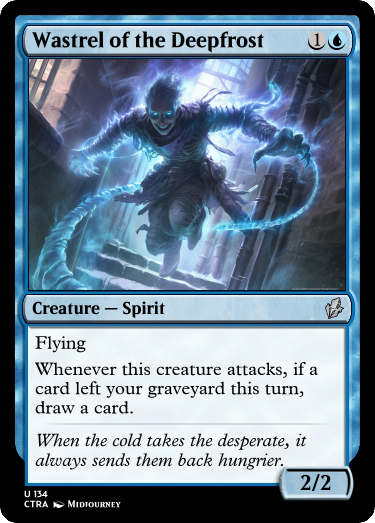 Wastrel of the Deepfrost 1
Creature — Spirit
Flying
Whenever this creature attacks, if a
card left your graveyard this turn,
draw a card.
When the cold takes the desperate, it
always sends them back hungrier.
2/2
U 134
CTRA Midjourney